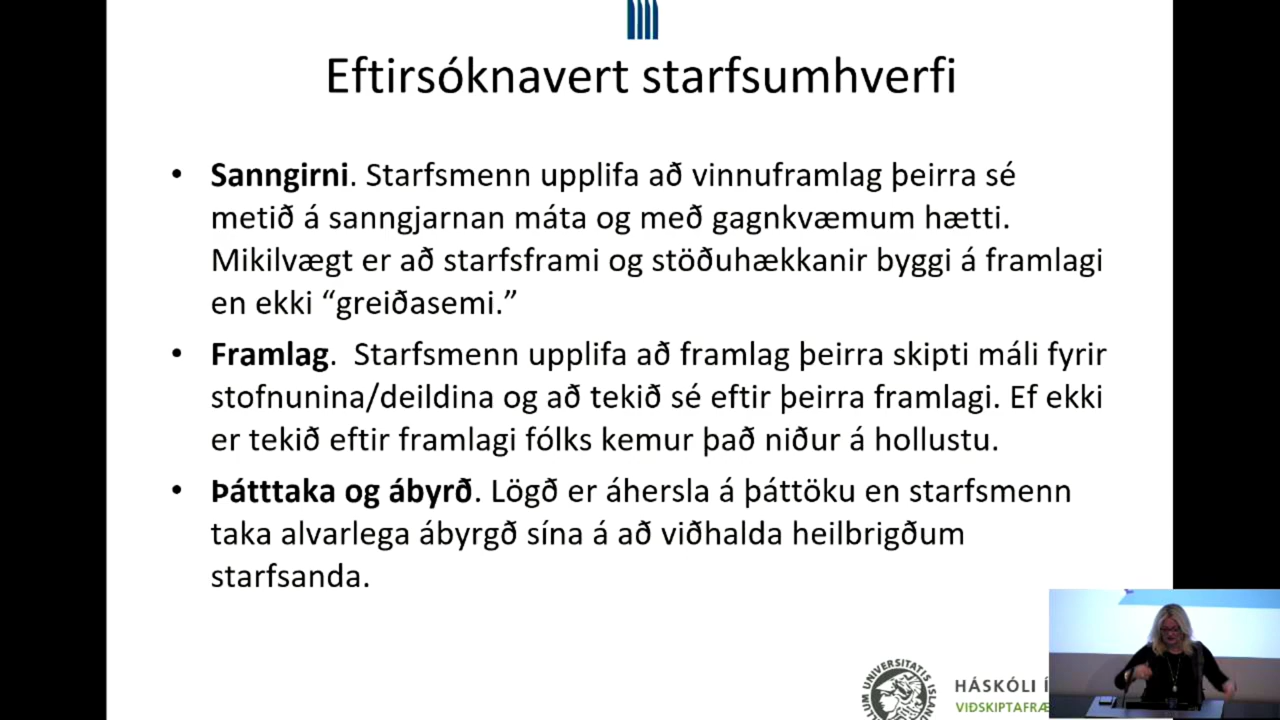 Eftirsóknavert starfsumhverfi
• Sanngirni. Starfsmenn upplifa að vinnuframlag þeirra sé
metið á sanngjarnan máta og með gagnkvæmum hætti.
Mikilvægt er að starfsframi og stöðuhækkanir byggi á framlagi
en ekki “greiðasemi.”
• Framlag. Starfsmenn upplifa að framlag þeirra skipti máli fyrir
stofnunina/deildina og að tekið sé eftir þeirra framlagi. Ef ekki
er tekið eftir framlagi fólks kemur það niður á hollustu.
• Þátttaka og ábyrð. Lögð er áhersla á þáttöku en starfsmenn
taka alvarlega ábyrgð sína á að viðhalda heilbrigðum
starfsanda.
UNIVERSITATIS
HÁSKÓLI